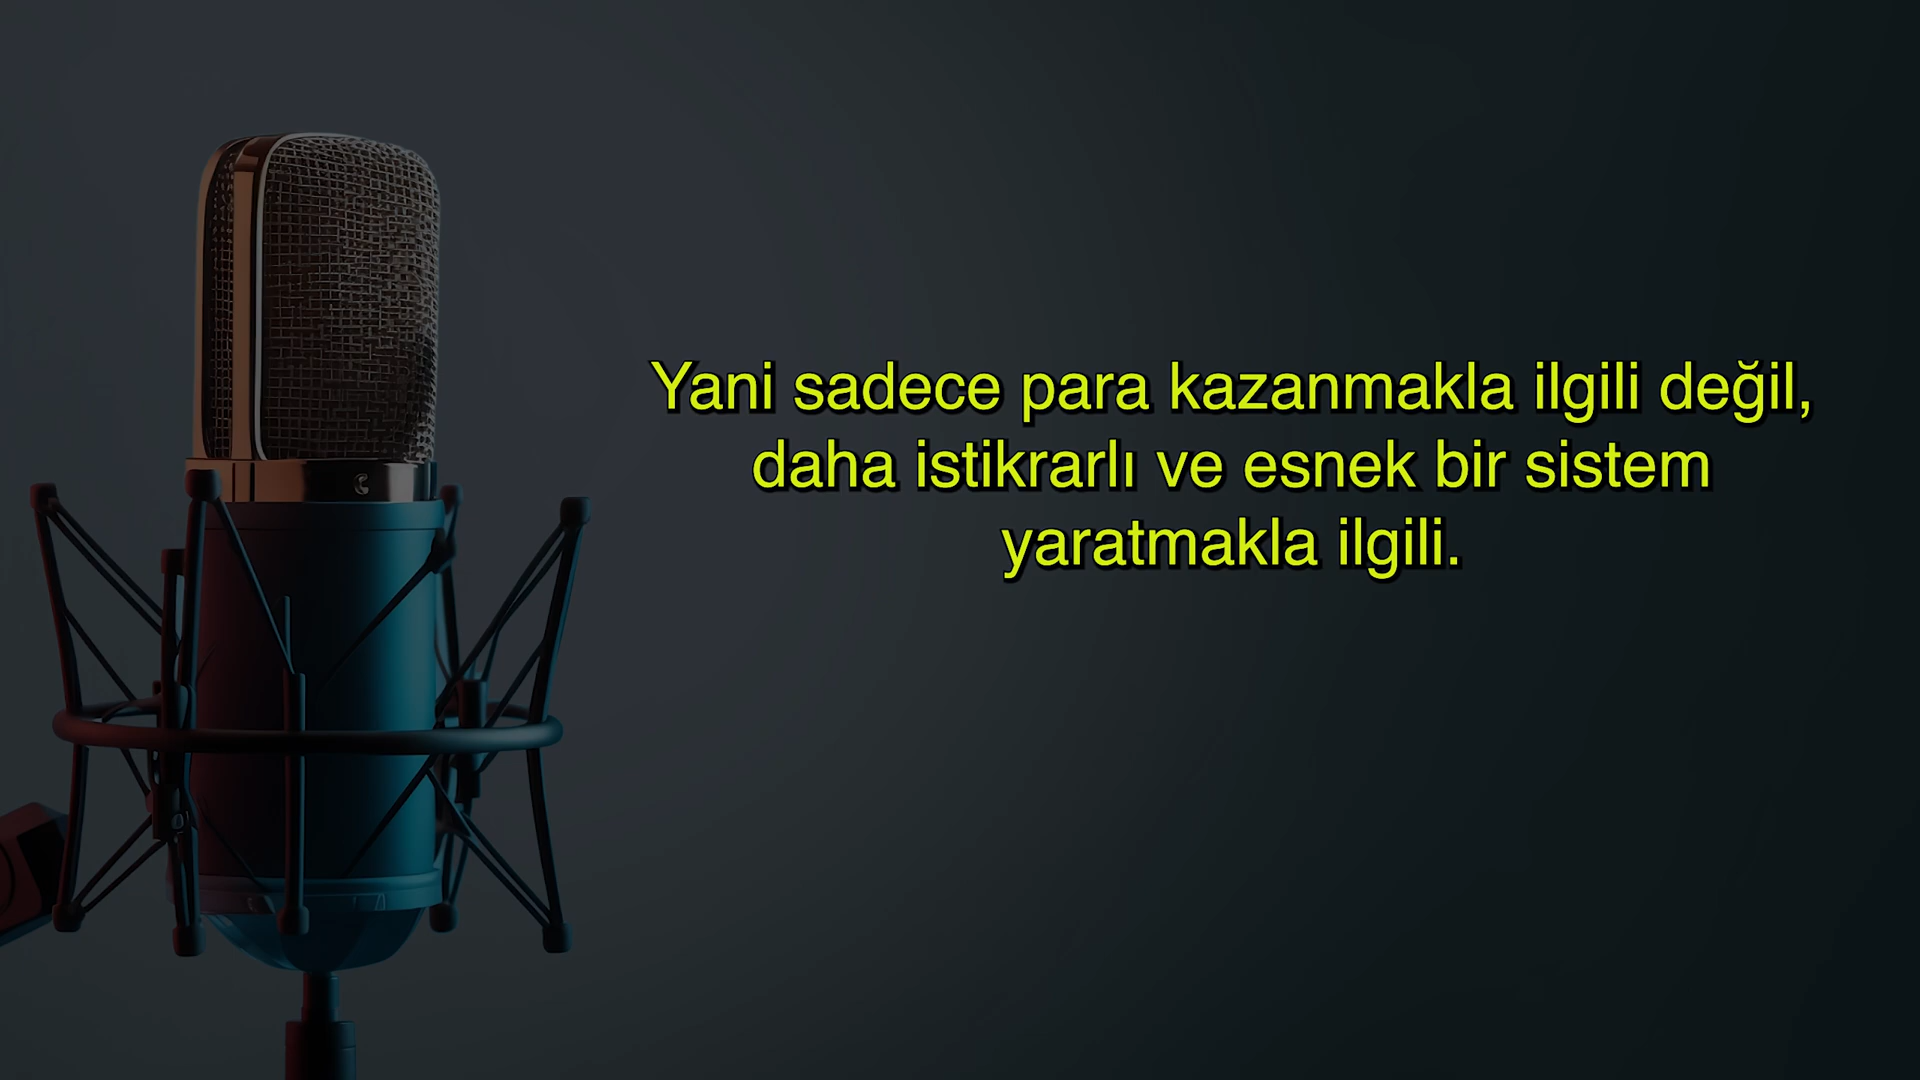 Yani sadece para kazanmakla ilgili değil,
daha istikrarlı ve esnek bir sistem
yaratmakla ilgili.